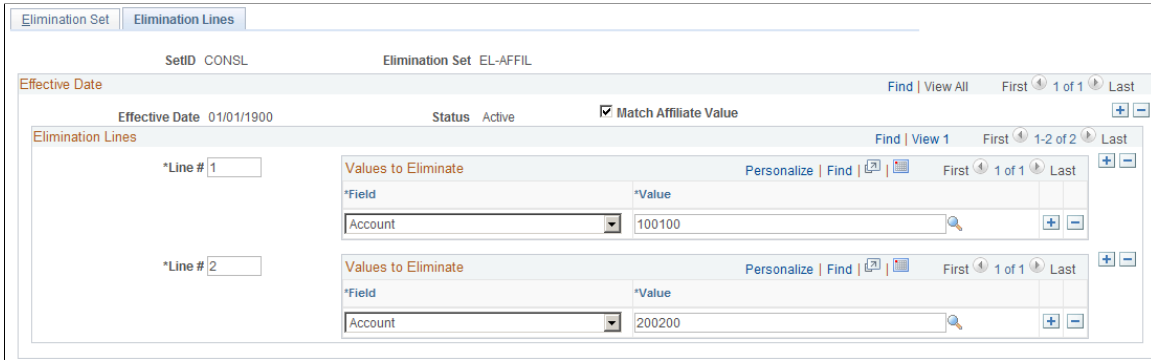 Elimination Set Elimination Lines
SetID CONSL Elimination Set EL-AFFIL
Effective Date Find | View All First 1 of 1 Last
Effective Date 01/01/1900 Status Active Match Affiliate Value
Elimination Lines Find | View 1 First 1-2 of 2 Last
*Line # 1 Values to Eliminate Personalize | Find | | First 1 of 1 Last
*Field *Value
Account 100100
*Line # 2 Values to Eliminate Personalize | Find | | First 1 of 1 Last
*Field *Value
Account 200200